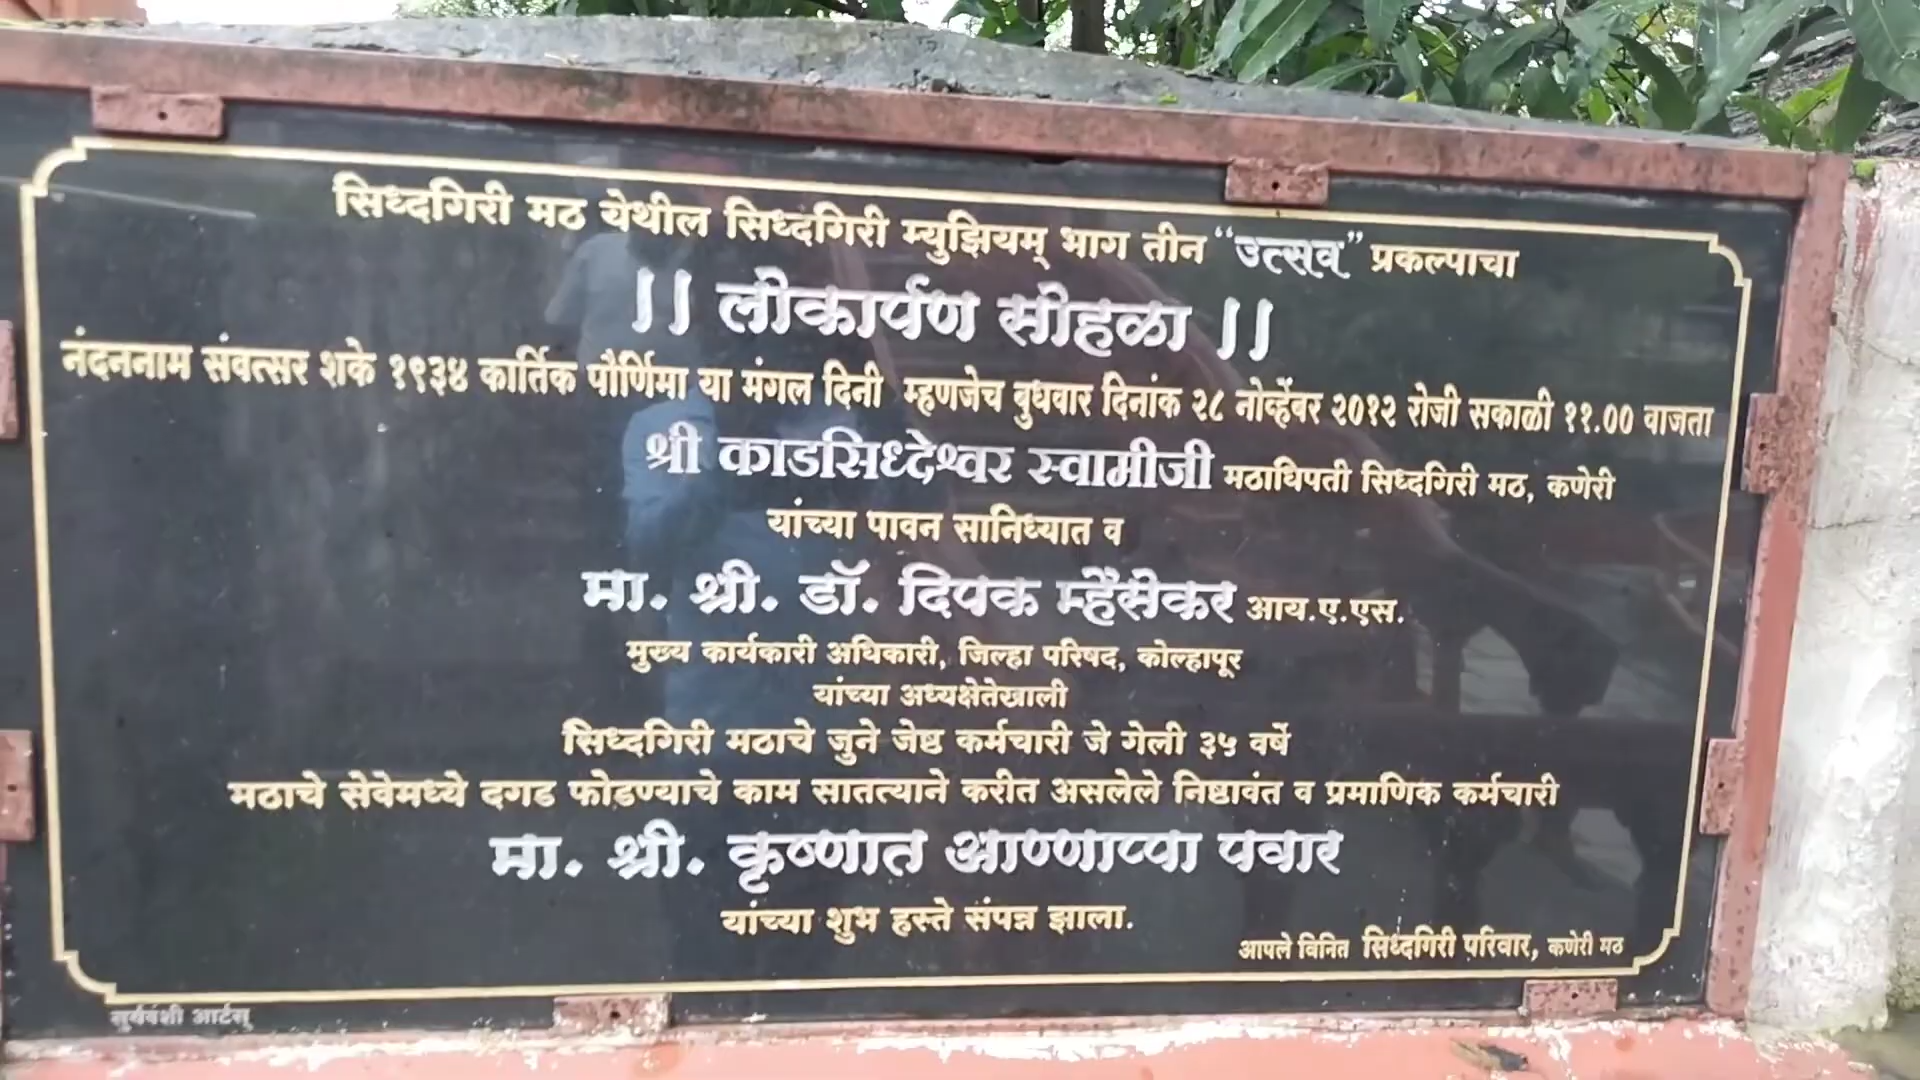 सिध्दगिरी मठ येथील सिध्दगिरी म्युझियम् भाग तीन "उत्सव" प्रकल्पाचा
।। लोकार्पण सोहळा ।।
नंदननाम संवत्सर शके १९३४ कार्तिक पौर्णिमा या मंगल दिनी म्हणजेच बुधवार दिनांक २८ नोव्हेंबर २०१२ रोजी सकाळी ११.०० वाजता
श्री काडसिध्देश्वर स्वामीजी मठाधिपती सिध्दगिरी मठ, कणेरी
यांच्या पावन सानिध्यात व
मा. श्री. डॉ. दिपक म्हैसेकर आय.ए.एस.
मुख्य कार्यकारी अधिकारी, जिल्हा परिषद, कोल्हापूर
यांच्या अध्यक्षेतेखाली
सिध्दगिरी मठाचे जुने जेष्ठ कर्मचारी जे गेली ३५ वर्षे
मठाचे सेवेमध्ये दगड फोडण्याचे काम सातत्याने करीत असलेले निष्ठावंत व प्रमाणिक कर्मचारी
मा. श्री. कृष्णात आण्णाप्पा पवार
यांच्या शुभ हस्ते संपन्न झाला.
आपले विनित सिध्दगिरी परिवार, कणेरी मठ
सुर्यवंशी आर्टस्